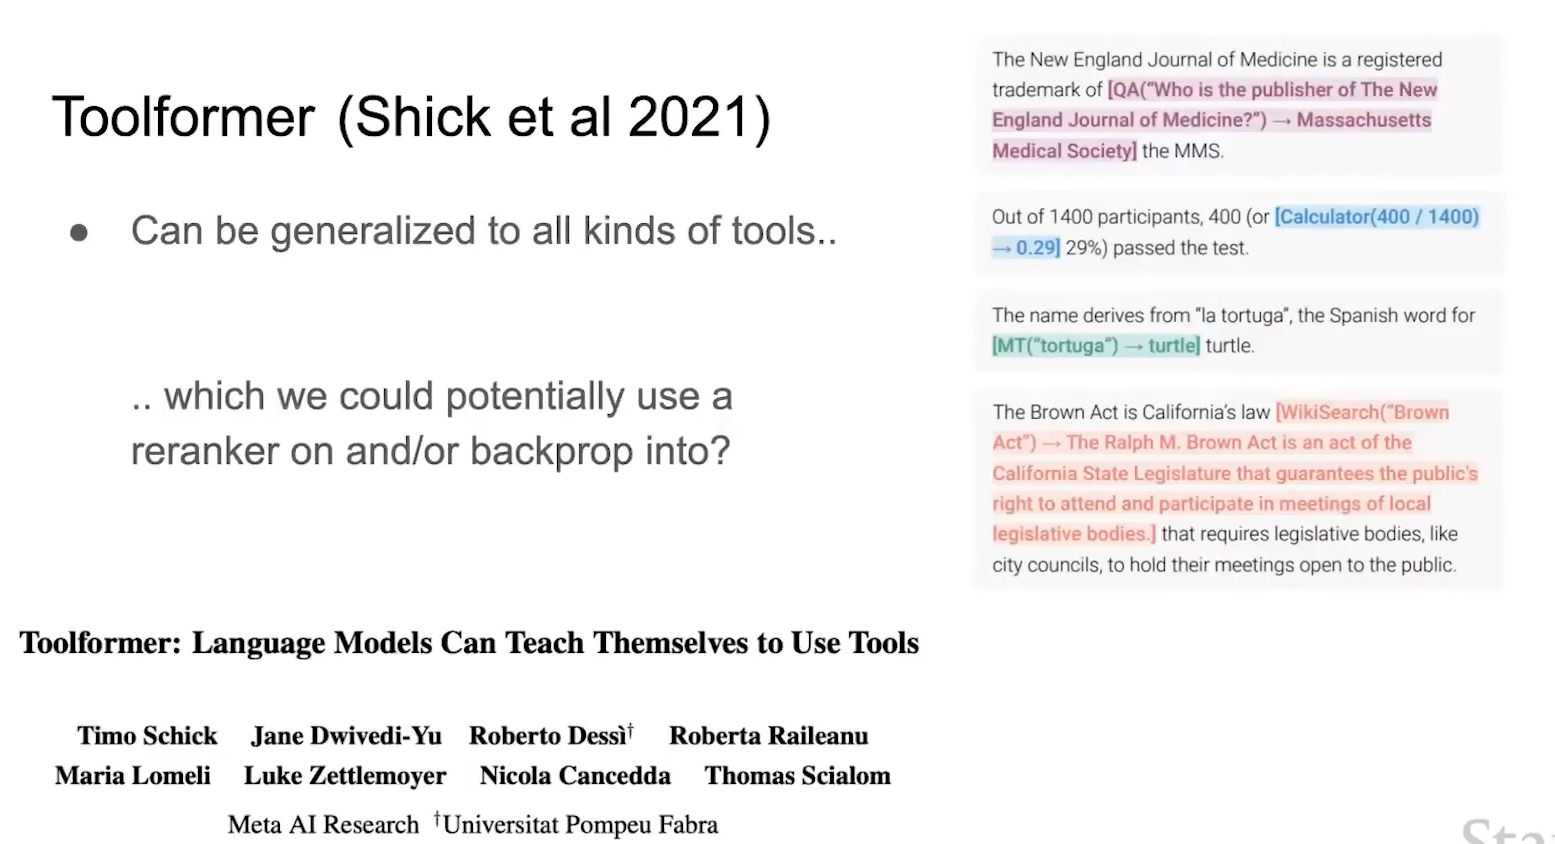 Toolformer (Shick et al 2021)
● Can be generalized to all kinds of tools..
.. which we could potentially use a
reranker on and/or backprop into?
The New England Journal of Medicine is a registered
trademark of [QA(“Who is the publisher of The New
England Journal of Medicine?”) → Massachusetts
Medical Society] the MMS.
Out of 1400 participants, 400 (or [Calculator(400 / 1400)
→ 0.29] 29%) passed the test.
The name derives from “la tortuga”, the Spanish word for
[MT(“tortuga”) → turtle] turtle.
The Brown Act is California’s law [WikiSearch(“Brown
Act”) → The Ralph M. Brown Act is an act of the
California State Legislature that guarantees the public's
right to attend and participate in meetings of local
legislative bodies.] that requires legislative bodies, like
city councils, to hold their meetings open to the public.
Toolformer: Language Models Can Teach Themselves to Use Tools
Timo Schick Jane Dwivedi-Yu Roberto Dessì† Roberta Raileanu
Maria Lomeli Luke Zettlemoyer Nicola Cancedda Thomas Scialom
Meta AI Research †Universitat Pompeu Fabra